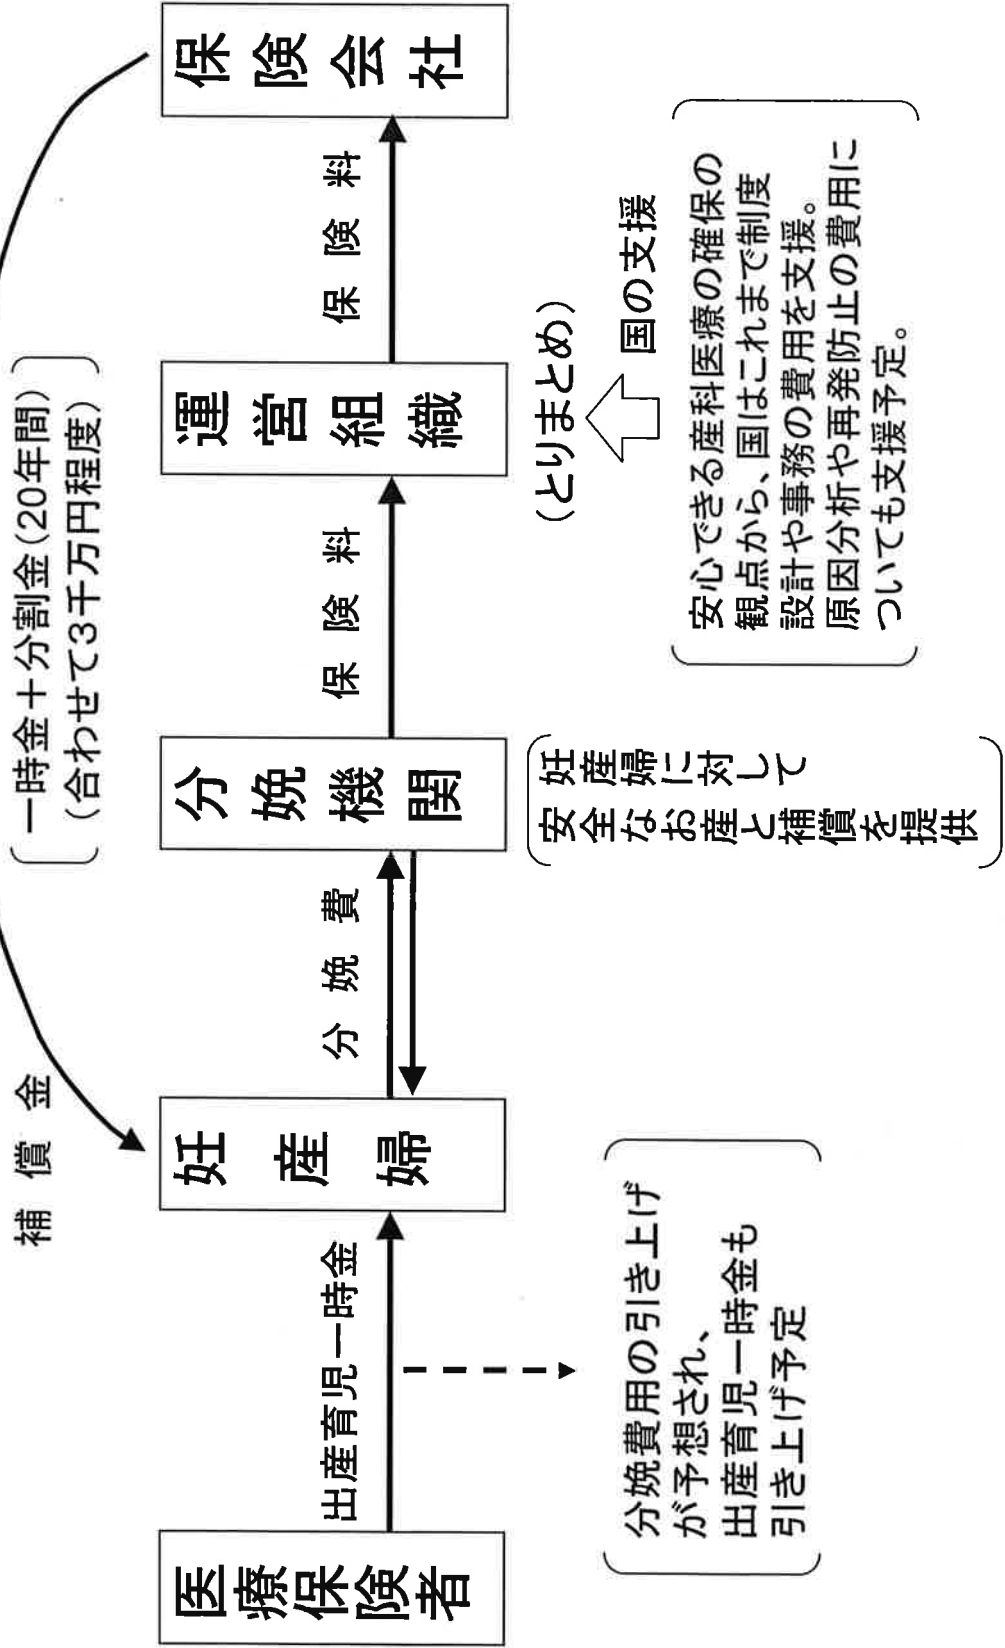 補償金
一時金＋分割金(20年間)
(合わせて3千万円程度)
医療保険者
出産育児一時金
妊産婦
分娩費
分娩機関
保険料
運営組織
保険料
保険会社
分娩費用の引き上げ
が予想され、
出産育児一時金も
引き上げ予定
妊産婦に対して
安全なお産と補償を提供
(とりまとめ)
国の支援
安心できる産科医療の確保の
観点から、国はこれまで制度
設計や事務の費用を支援。
原因分析や再発防止の費用に
ついても支援予定。